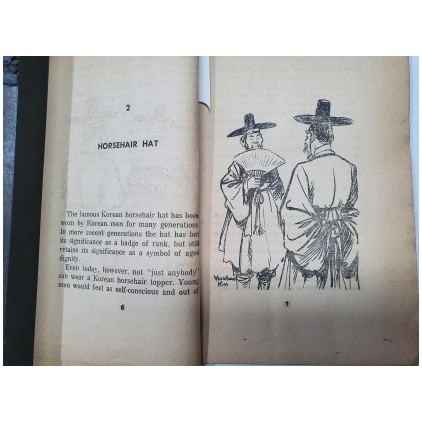 2
HORSEHAIR HAT
The famous Korean horsehair hat has been
worn by Korean men for many generations.
In more recent generations the hat has lost
its significance as a badge of rank, but still
retains its significance as a symbol of aged
dignity.
Even today, however, not "just anybody"
can wear a Korean horsehair topper. Young
men would feel as self-conscious and out of
6
Kim
7